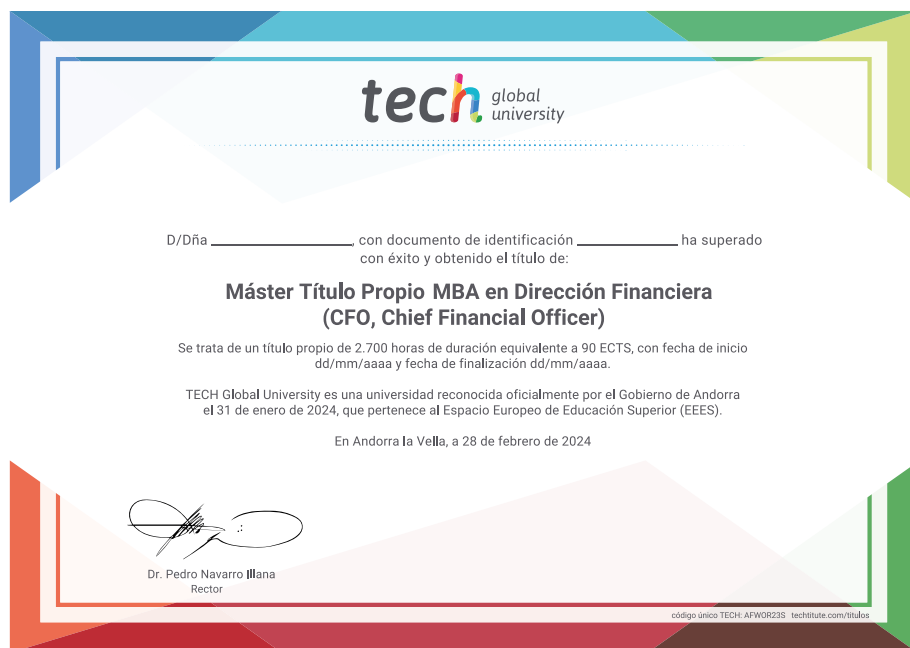 tech global university
D/Dña ____________________, con documento de identificación ______________ ha superado
con éxito y obtenido el título de:
Máster Título Propio MBA en Dirección Financiera
(CFO, Chief Financial Officer)
Se trata de un título propio de 2.700 horas de duración equivalente a 90 ECTS, con fecha de inicio
dd/mm/aaaa y fecha de finalización dd/mm/aaaa.
TECH Global University es una universidad reconocida oficialmente por el Gobierno de Andorra
el 31 de enero de 2024, que pertenece al Espacio Europeo de Educación Superior (EEES).
En Andorra la Vella, a 28 de febrero de 2024
Dr. Pedro Navarro Illana
Rector
código único TECH: AFWOR23S techtitute.com/titulos